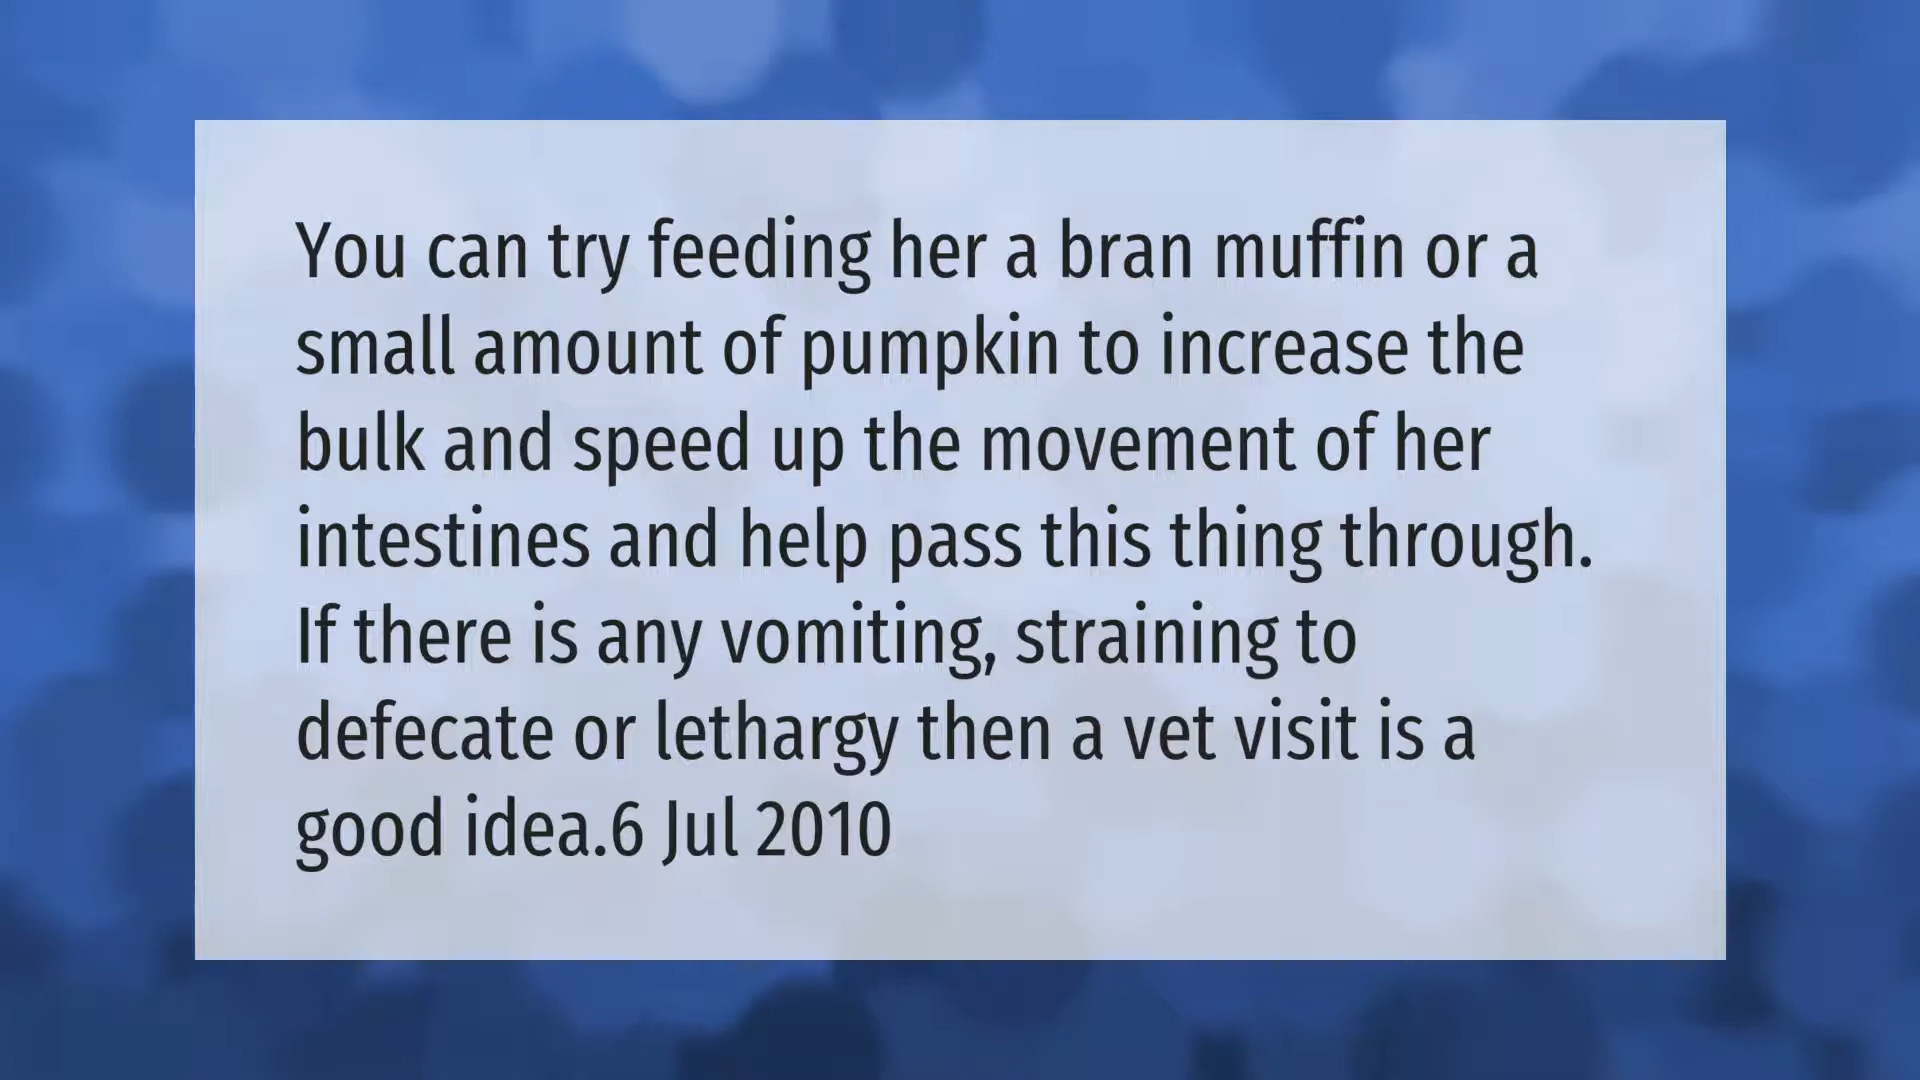 You can try feeding her a bran muffin or a
small amount of pumpkin to increase the
bulk and speed up the movement of her
intestines and help pass this thing through.
If there is any vomiting, straining to
defecate or lethargy then a vet visit is a
good idea.6 Jul 2010